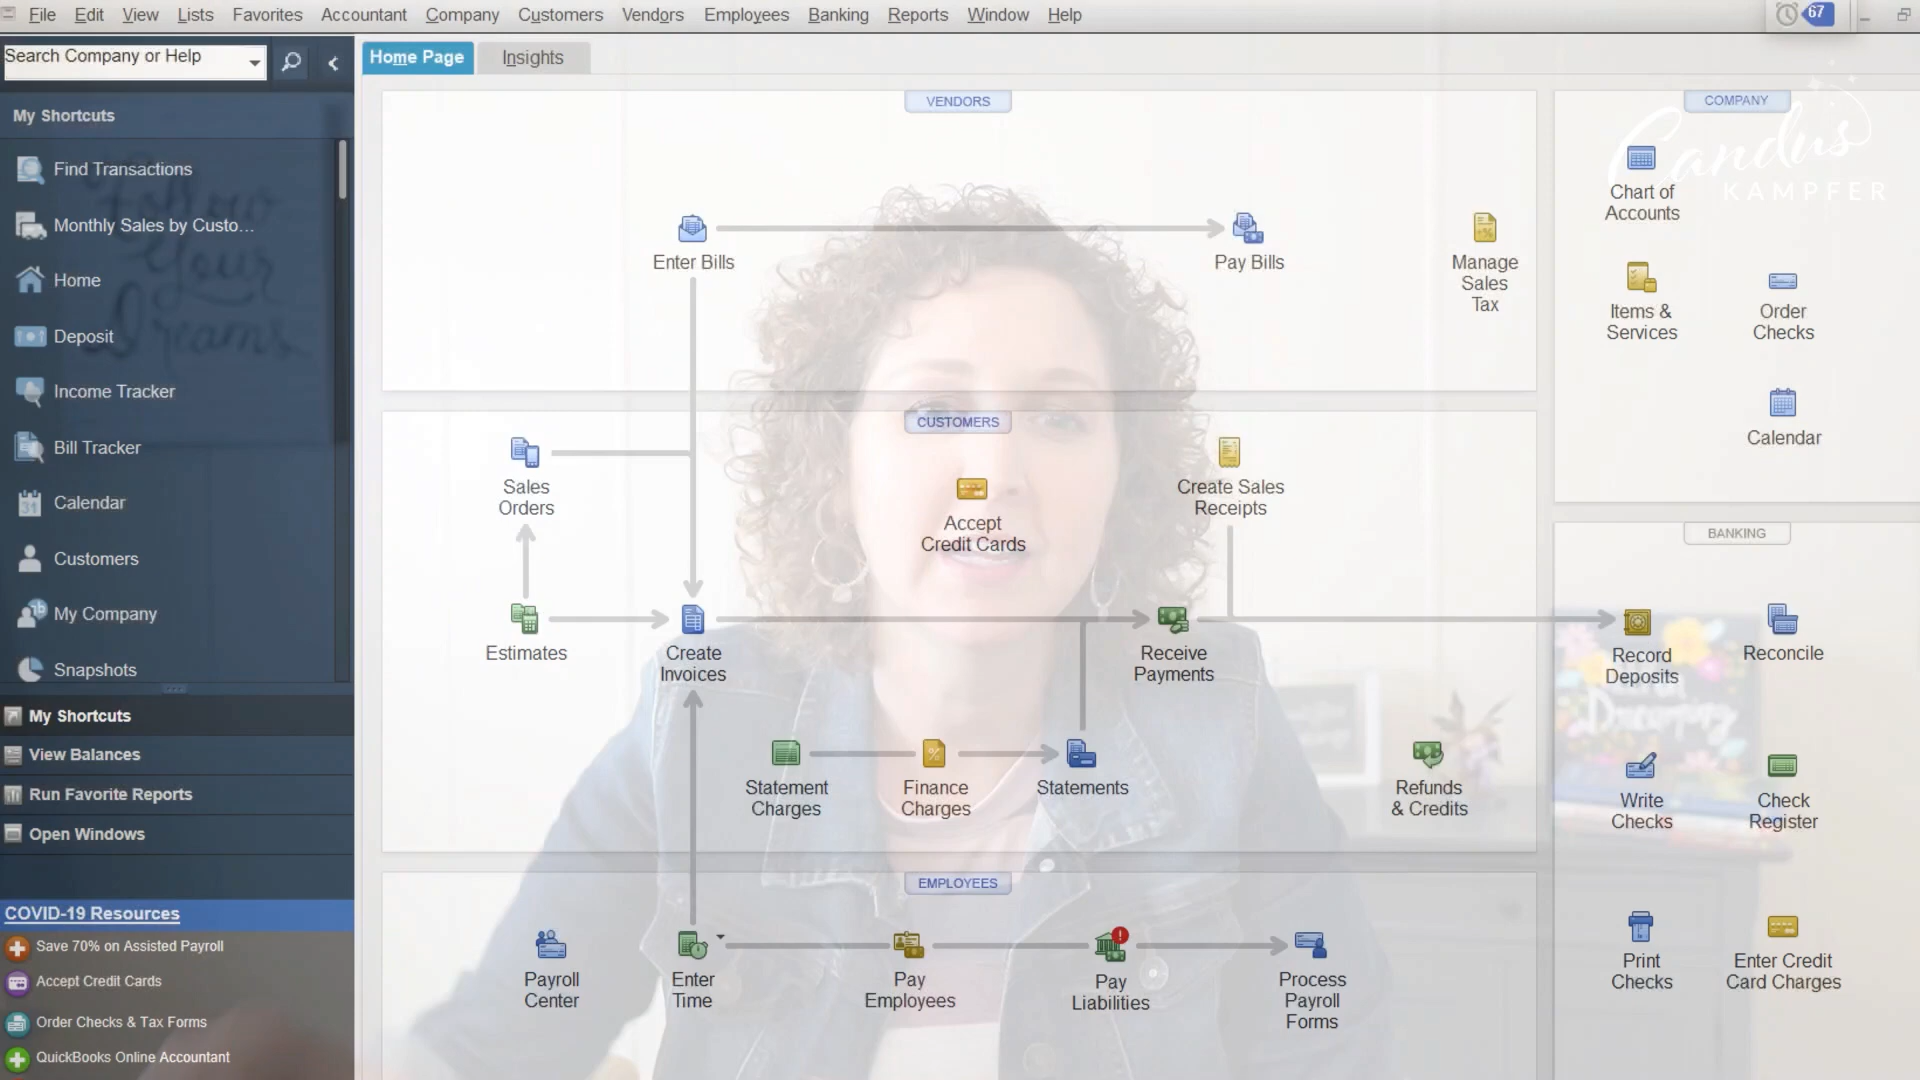 File Edit View Lists Favorites Accountant Company Customers Vendors Employees Banking Reports Window Help
67
Search Company or Help
Home Page
Insights
My Shortcuts
Find Transactions
Monthly Sales by Custo...
Home
Deposit
Income Tracker
Bill Tracker
Calendar
31
Customers
My Company
Snapshots
My Shortcuts
View Balances
Run Favorite Reports
Open Windows
COVID-19 Resources
Save 70% on Assisted Payroll
Accept Credit Cards
Order Checks & Tax Forms
QuickBooks Online Accountant
Follow
Your
Dreams
VENDORS
Enter Bills
Pay Bills
Manage
Sales
Tax
CUSTOMERS
Sales
Orders
Accept
Credit Cards
Create Sales
Receipts
Estimates
Create
Invoices
Receive
Payments
Statement
Charges
Finance
Charges
Statements
Refunds
& Credits
EMPLOYEES
Payroll
Center
Enter
Time
Pay
Employees
Pay
Liabilities
Process
Payroll
Forms
COMPANY
Candus
KAMPFER
Chart of
Accounts
Items &
Services
Order
Checks
Calendar
BANKING
Record
Deposits
Reconcile
Dreaming
Write
Checks
Check
Register
Print
Checks
Enter Credit
Card Charges